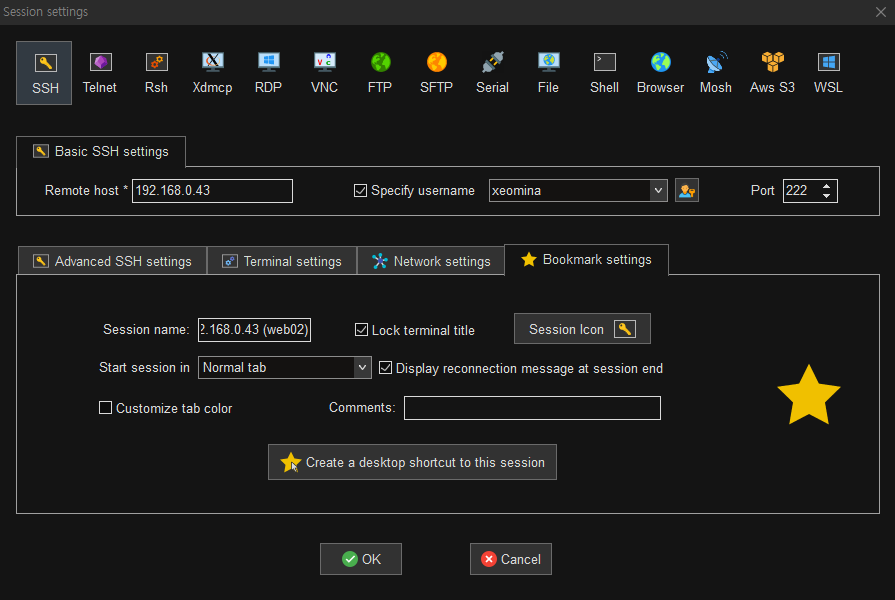 Session settings
SSH Telnet Rsh Xdmcp RDP VNC FTP SFTP Serial File Shell Browser Mosh Aws S3 WSL
Basic SSH settings
Remote host * 192.168.0.43 Specify username xeomina Port 222
Advanced SSH settings Terminal settings Network settings Bookmark settings
Session name: 2.168.0.43 (web02) Lock terminal title Session Icon
Start session in Normal tab Display reconnection message at session end
Customize tab color Comments:
Create a desktop shortcut to this session
OK Cancel